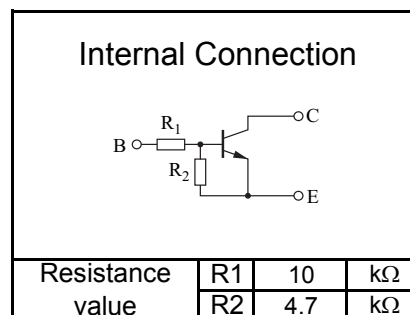 Internal Connection
C
R1
B
R2
E
Resistance value R1 10 kΩ
R2 4.7 kΩ